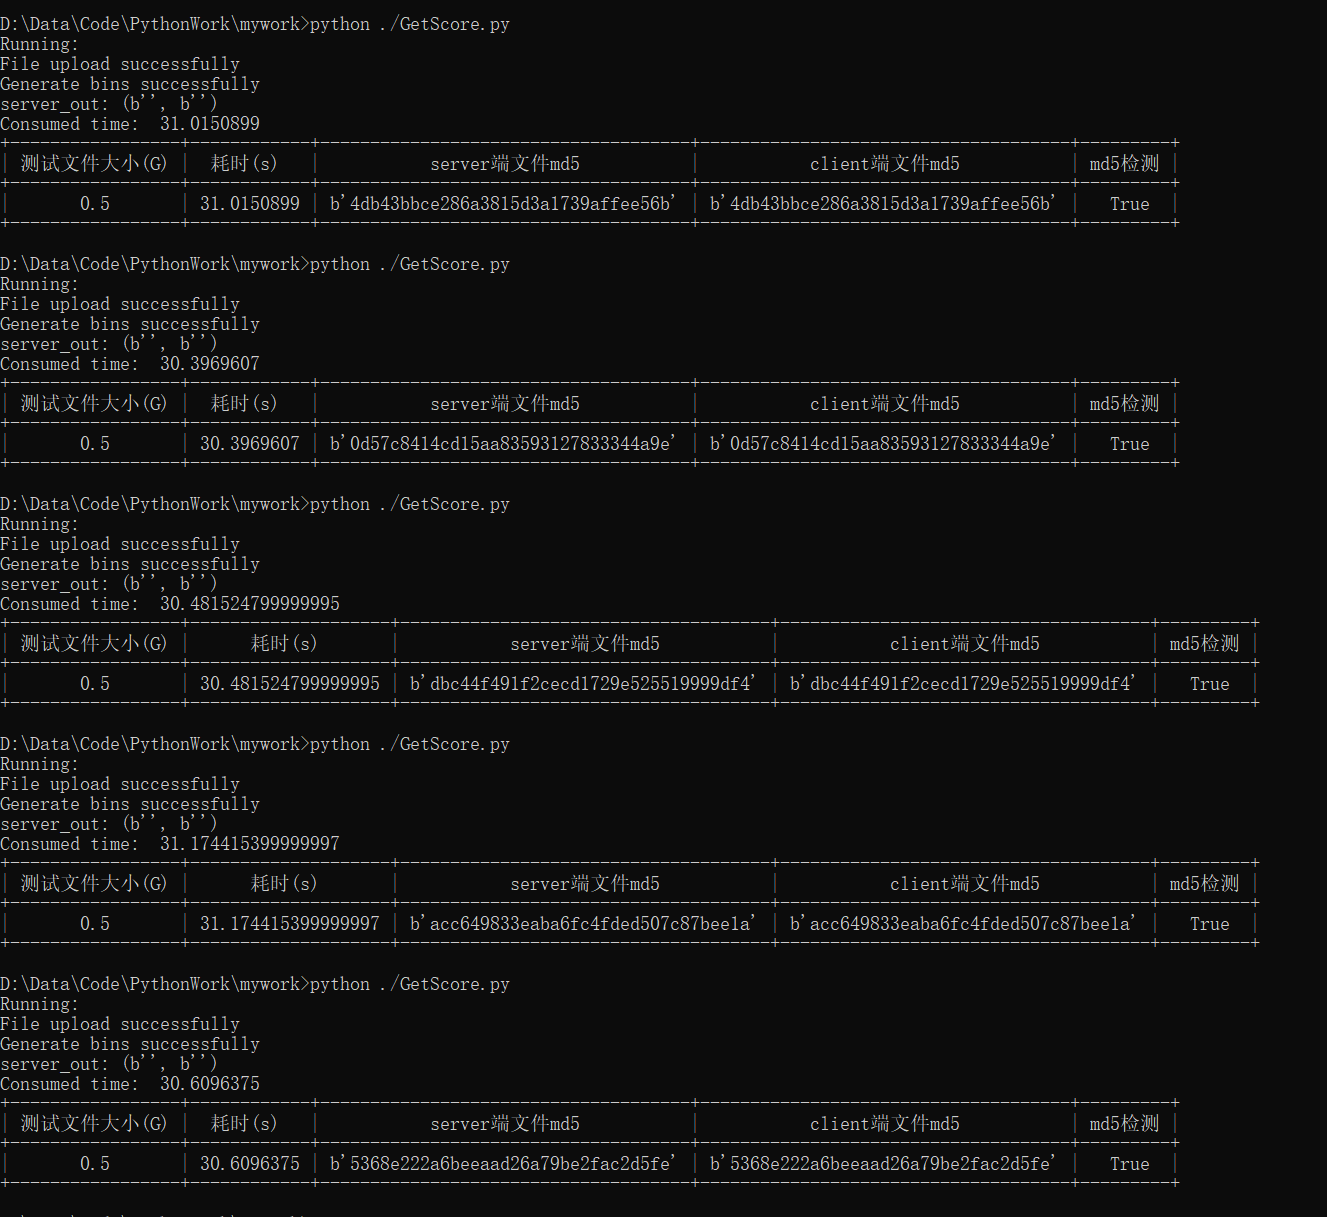 D:\Data\Code\PythonWork\mywork>python ./GetScore.py
Running:
File upload successfully
Generate bins successfully
server_out: (b'', b'')
Consumed time:  31.0150899
测试文件大小(G) | 耗时(s) | server端文件md5 | client端文件md5 | md5检测
0.5 | 31.0150899 | b'4db43bbce286a3815d3a1739affee56b' | b'4db43bbce286a3815d3a1739affee56b' | True
D:\Data\Code\PythonWork\mywork>python ./GetScore.py
Running:
File upload successfully
Generate bins successfully
server_out: (b'', b'')
Consumed time:  30.3969607
测试文件大小(G) | 耗时(s) | server端文件md5 | client端文件md5 | md5检测
0.5 | 30.3969607 | b'0d57c8414cd15aa83593127833344a9e' | b'0d57c8414cd15aa83593127833344a9e' | True
D:\Data\Code\PythonWork\mywork>python ./GetScore.py
Running:
File upload successfully
Generate bins successfully
server_out: (b'', b'')
Consumed time:  30.481524799999995
测试文件大小(G) | 耗时(s) | server端文件md5 | client端文件md5 | md5检测
0.5 | 30.481524799999995 | b'dbc44f491f2cecd1729e525519999df4' | b'dbc44f491f2cecd1729e525519999df4' | True
D:\Data\Code\PythonWork\mywork>python ./GetScore.py
Running:
File upload successfully
Generate bins successfully
server_out: (b'', b'')
Consumed time:  31.174415399999997
测试文件大小(G) | 耗时(s) | server端文件md5 | client端文件md5 | md5检测
0.5 | 31.174415399999997 | b'acc649833eaba6fc4fded507c87bee1a' | b'acc649833eaba6fc4fded507c87bee1a' | True
D:\Data\Code\PythonWork\mywork>python ./GetScore.py
Running:
File upload successfully
Generate bins successfully
server_out: (b'', b'')
Consumed time:  30.6096375
测试文件大小(G) | 耗时(s) | server端文件md5 | client端文件md5 | md5检测
0.5 | 30.6096375 | b'5368e222a6beeaad26a79be2fac2d5fe' | b'5368e222a6beeaad26a79be2fac2d5fe' | True